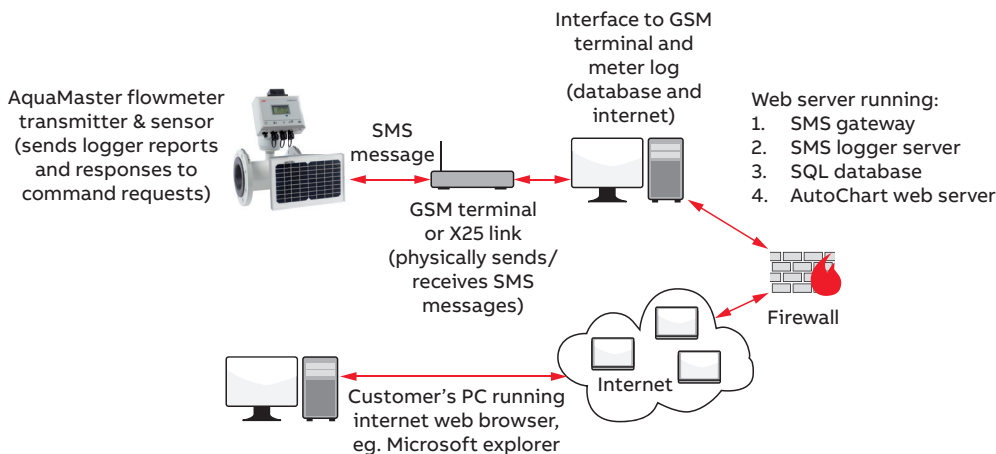 AquaMaster flowmeter
transmitter & sensor
(sends logger reports
and responses to
command requests)
SMS
message
GSM terminal
or X25 link
(physically sends/
receives SMS
messages)
Interface to GSM
terminal and
meter log
(database and
internet)
Web server running:
1. SMS gateway
2. SMS logger server
3. SQL database
4. AutoChart web server
Firewall
Internet
Customer's PC running
internet web browser,
eg. Microsoft explorer